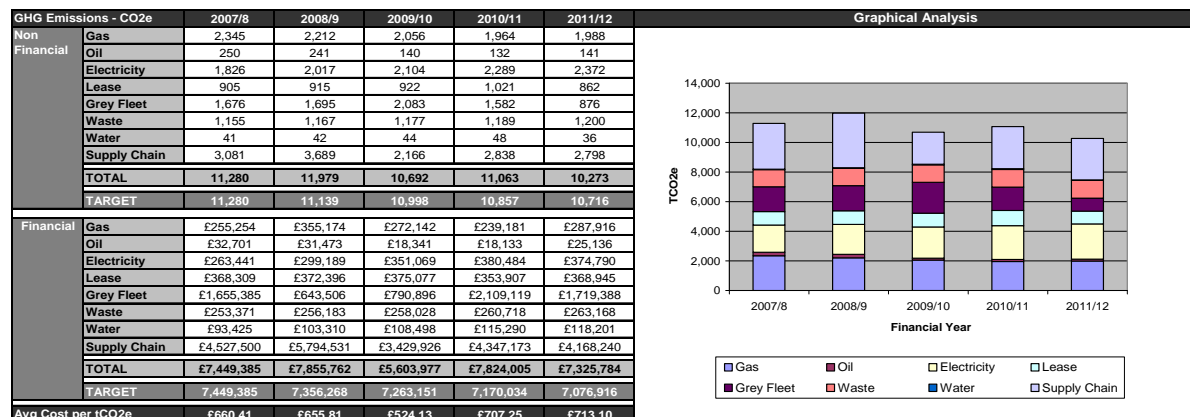 GHG Emissions - CO2e 2007/8 2008/9 2009/10 2010/11 2011/12 Graphical Analysis
Non Financial
Gas 2,345 2,212 2,056 1,964 1,988
Oil 250 241 140 132 141
Electricity 1,826 2,017 2,104 2,289 2,372
Lease 905 915 922 1,021 862
Grey Fleet 1,676 1,695 2,083 1,582 876
Waste 1,155 1,167 1,177 1,189 1,200
Water 41 42 44 48 36
Supply Chain 3,081 3,689 2,166 2,838 2,798
TOTAL 11,280 11,979 10,692 11,063 10,273
TARGET 11,280 11,139 10,998 10,857 10,716
Financial
Gas £255,254 £355,174 £272,142 £239,181 £287,916
Oil £32,701 £31,473 £18,341 £18,133 £25,136
Electricity £263,441 £299,189 £351,069 £380,484 £374,790
Lease £368,309 £372,396 £375,077 £353,907 £368,945
Grey Fleet £1,655,385 £643,506 £790,896 £2,109,119 £1,719,388
Waste £253,371 £256,183 £258,028 £260,718 £263,168
Water £93,425 £103,310 £108,498 £115,290 £118,201
Supply Chain £4,527,500 £5,794,531 £3,429,926 £4,347,173 £4,168,240
TOTAL £7,449,385 £7,855,762 £5,603,977 £7,824,005 £7,325,784
TARGET 7,449,385 7,356,268 7,263,151 7,170,034 7,076,916
Avg Cost per tCO2e £660.41 £655.81 £524.13 £707.25 £713.10
14,000
12,000
10,000
8,000
6,000
4,000
2,000
0
TCO2e
2007/8 2008/9 2009/10 2010/11 2011/12
Financial Year
Gas Oil Electricity Lease
Grey Fleet Waste Water Supply Chain